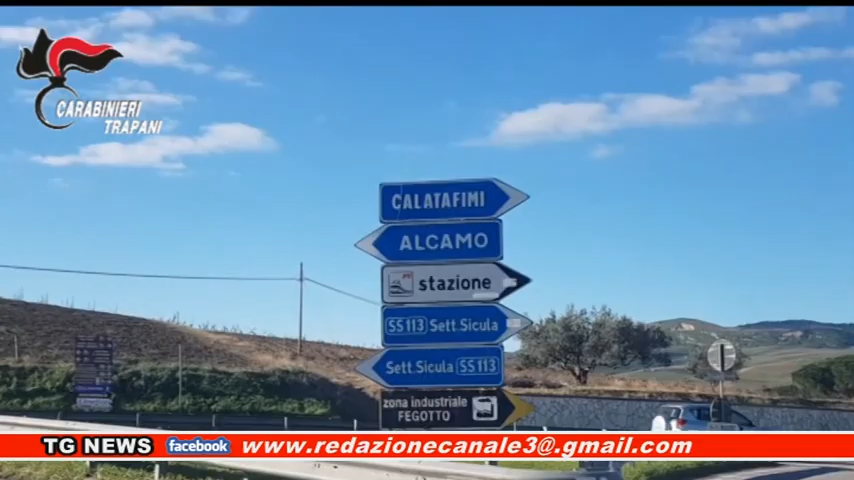 CARABINIERI
TRAPANI
CALATAFIMI
ALCAMO
stazione
SS 113 Sett. Sicula
Sett. Sicula SS 113
zona industriale
FEGOTTO
TG NEWS facebook www.redazionecanale3@gmail.com